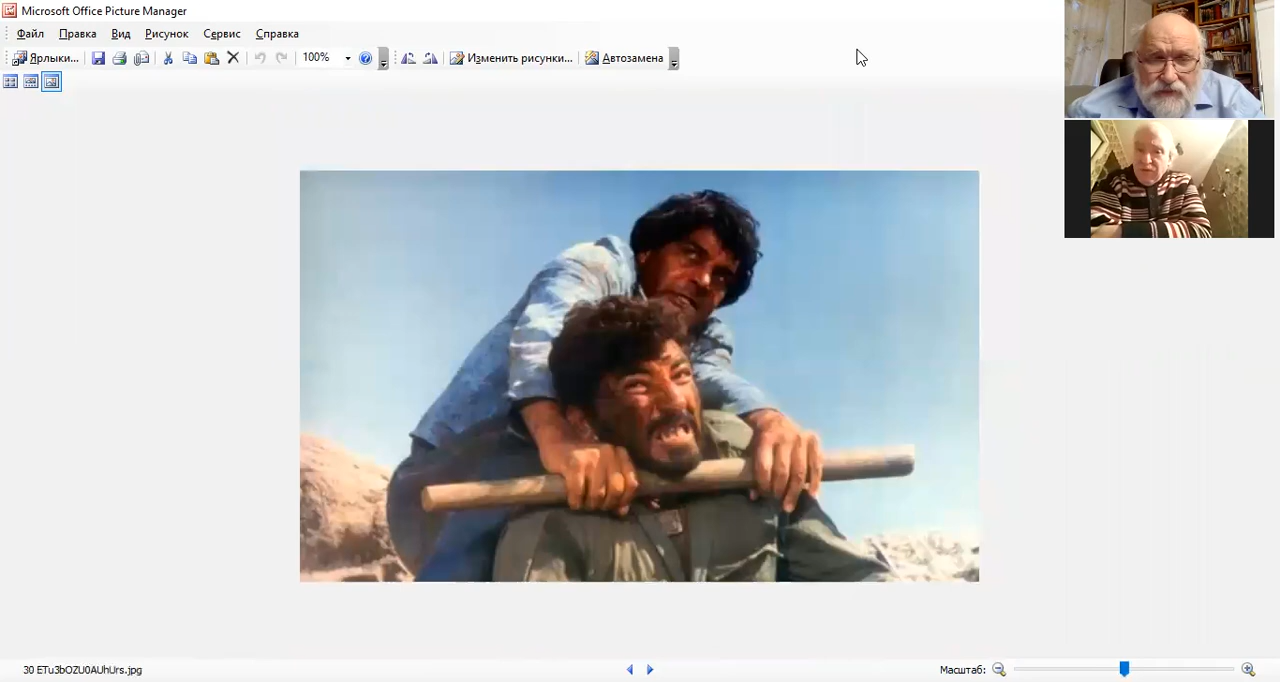 Microsoft Office Picture Manager
Файл Правка Вид Рисунок Сервис Справка
Ярлыки... 100% Изменить рисунки... Автозамена
30 ETu3bOZU0AUhUrs.jpg Масштаб: